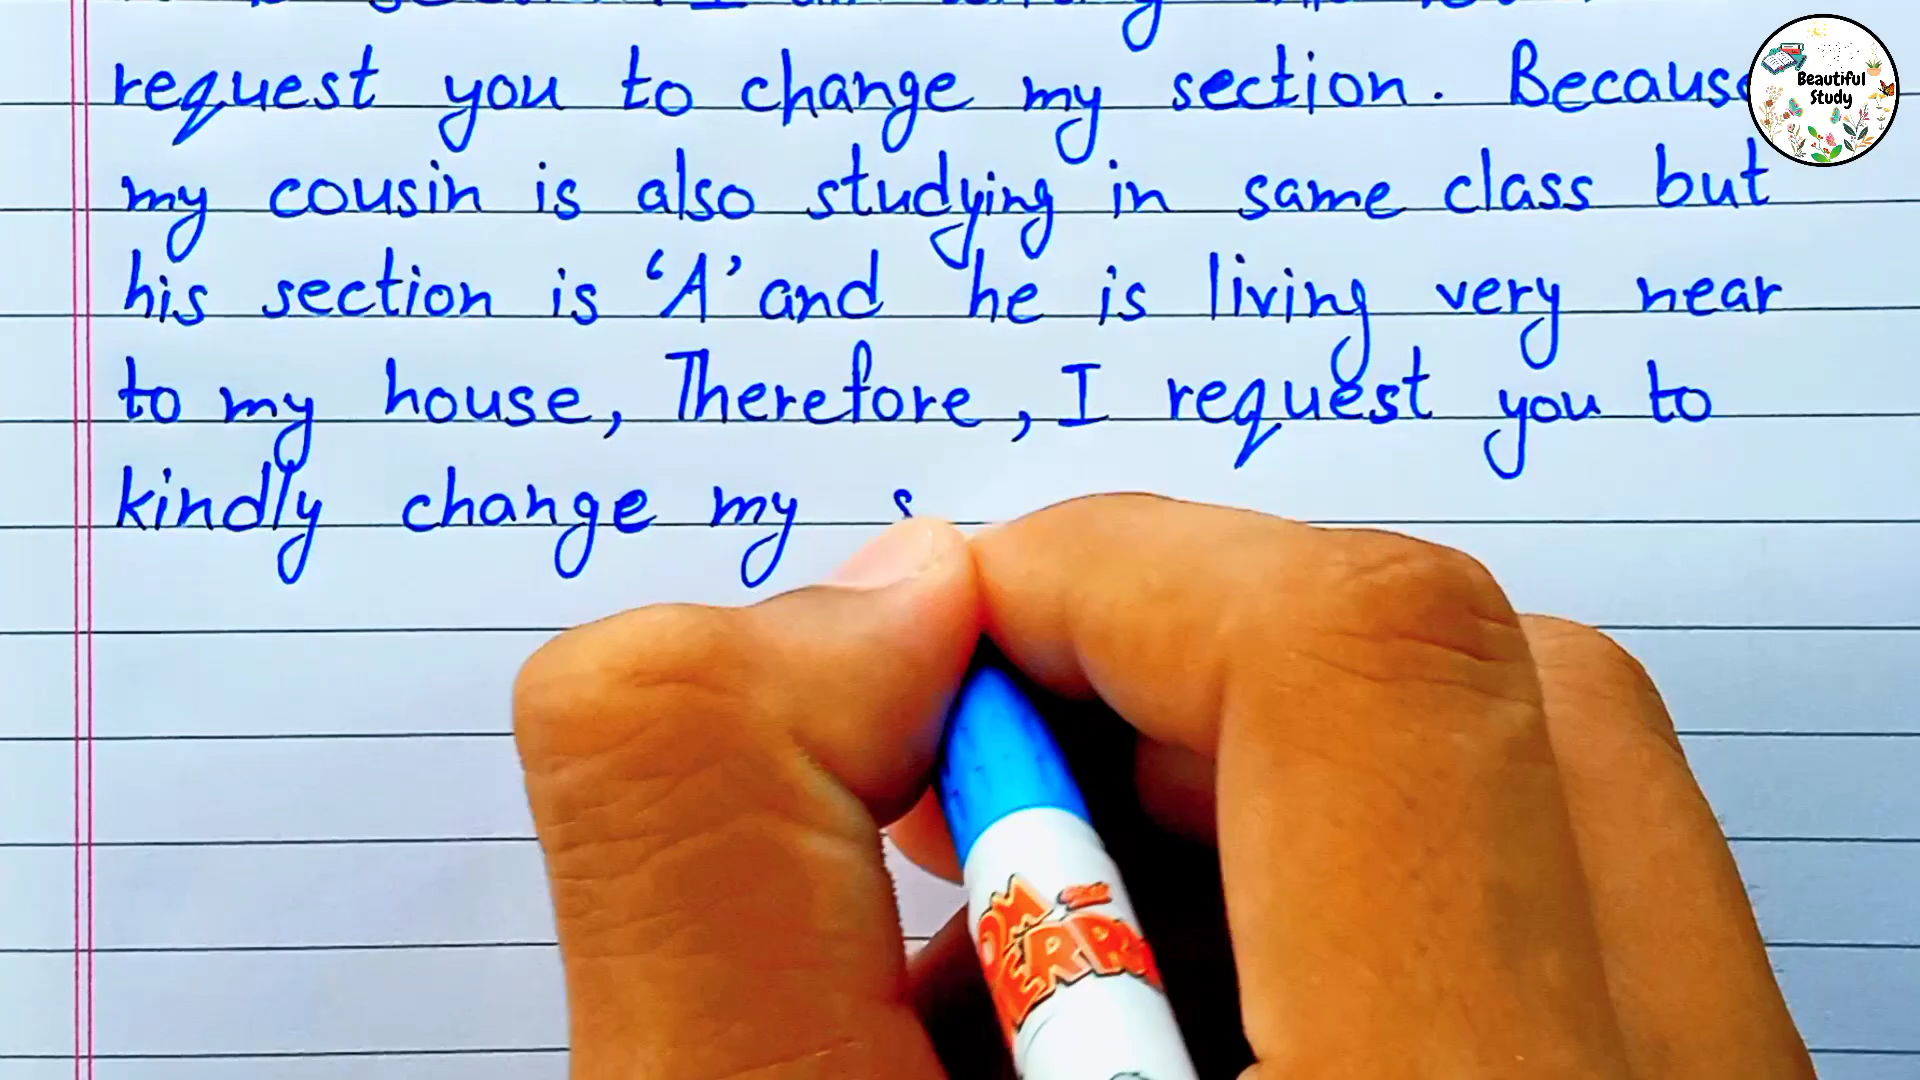 request you to change my section. Because
my cousin is also studying in same class but
his section is ‘A’ and he is living very near
to my house, Therefore, I request you to
kindly change my s
Beautiful
Study